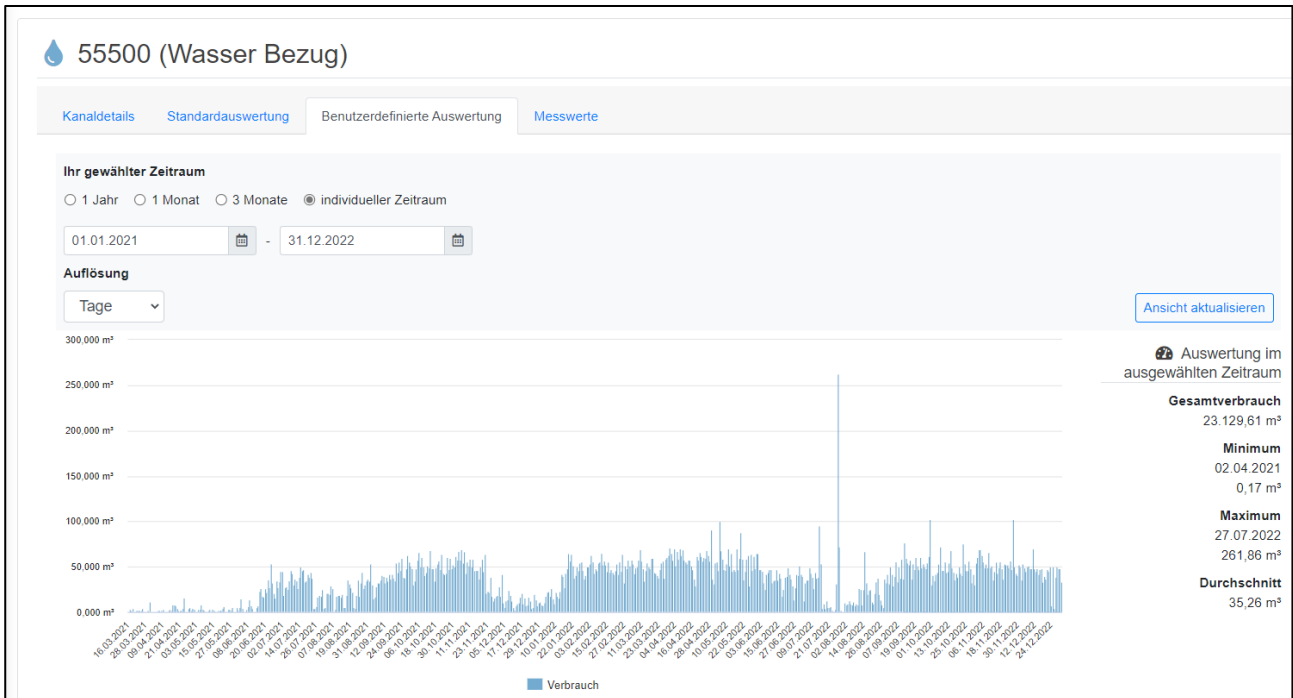 55500 (Wasser Bezug)
Kanaldetails Standardauswertung Benutzerdefinierte Auswertung Messwerte
Ihr gewählter Zeitraum
1 Jahr 1 Monat 3 Monate individueller Zeitraum
01.01.2021 - 31.12.2022
Auflösung
Tage
Ansicht aktualisieren
300,000 m³
250,000 m³
200,000 m³
150,000 m³
100,000 m³
50,000 m³
0,000 m³
16.03.2021 28.03.2021 09.04.2021 21.04.2021 03.05.2021 15.05.2021 27.05.2021 08.06.2021 20.06.2021 02.07.2021 14.07.2021 26.07.2021 07.08.2021 19.08.2021 31.08.2021 12.09.2021 24.09.2021 06.10.2021 18.10.2021 30.10.2021 11.11.2021 23.11.2021 05.12.2021 17.12.2021 29.12.2021 10.01.2022 22.01.2022 03.02.2022 15.02.2022 27.02.2022 11.03.2022 23.03.2022 04.04.2022 16.04.2022 28.04.2022 10.05.2022 22.05.2022 03.06.2022 15.06.2022 27.06.2022 09.07.2022 21.07.2022 02.08.2022 14.08.2022 26.08.2022 07.09.2022 19.09.2022 01.10.2022 13.10.2022 25.10.2022 06.11.2022 18.11.2022 30.11.2022 12.12.2022 24.12.2022
Verbrauch
Auswertung im
ausgewählten Zeitraum
Gesamtverbrauch
23.129,61 m³
Minimum
02.04.2021
0,17 m³
Maximum
27.07.2022
261,86 m³
Durchschnitt
35,26 m³